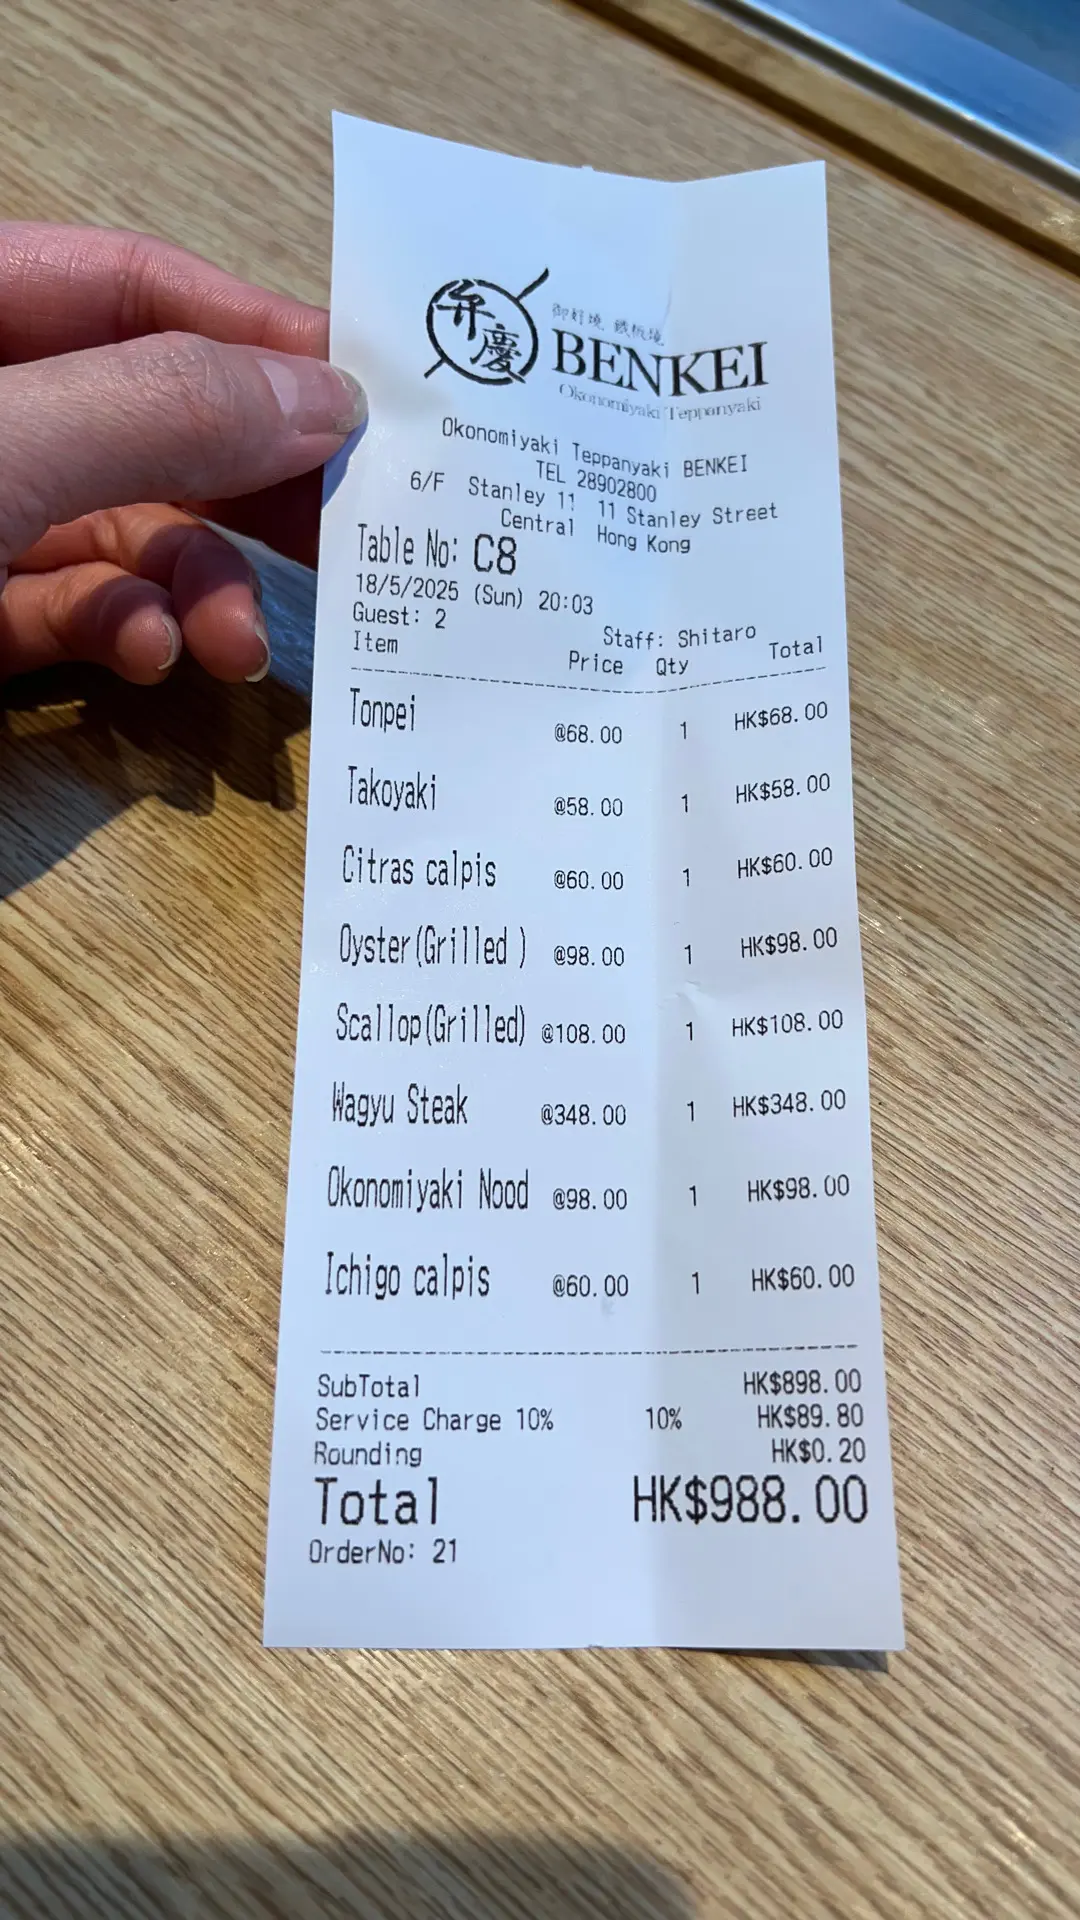 弁慶
御好燒 鐵板燒
BENKEI
Okonomiyaki Teppanyaki
Okonomiyaki Teppanyaki BENKEI
TEL 28902800
6/F Stanley 11 11 Stanley Street
Central Hong Kong
Table No: C8
18/5/2025 (Sun) 20:03
Guest: 2 Staff: Shitaro
Item Price Qty Total
Tonpei @68.00 1 HK$68.00
Takoyaki @58.00 1 HK$58.00
Citras calpis @60.00 1 HK$60.00
Oyster(Grilled ) @98.00 1 HK$98.00
Scallop(Grilled) @108.00 1 HK$108.00
Wagyu Steak @348.00 1 HK$348.00
Okonomiyaki Nood @98.00 1 HK$98.00
Ichigo calpis @60.00 1 HK$60.00
SubTotal HK$898.00
Service Charge 10% 10% HK$89.80
Rounding HK$0.20
Total HK$988.00
OrderNo: 21